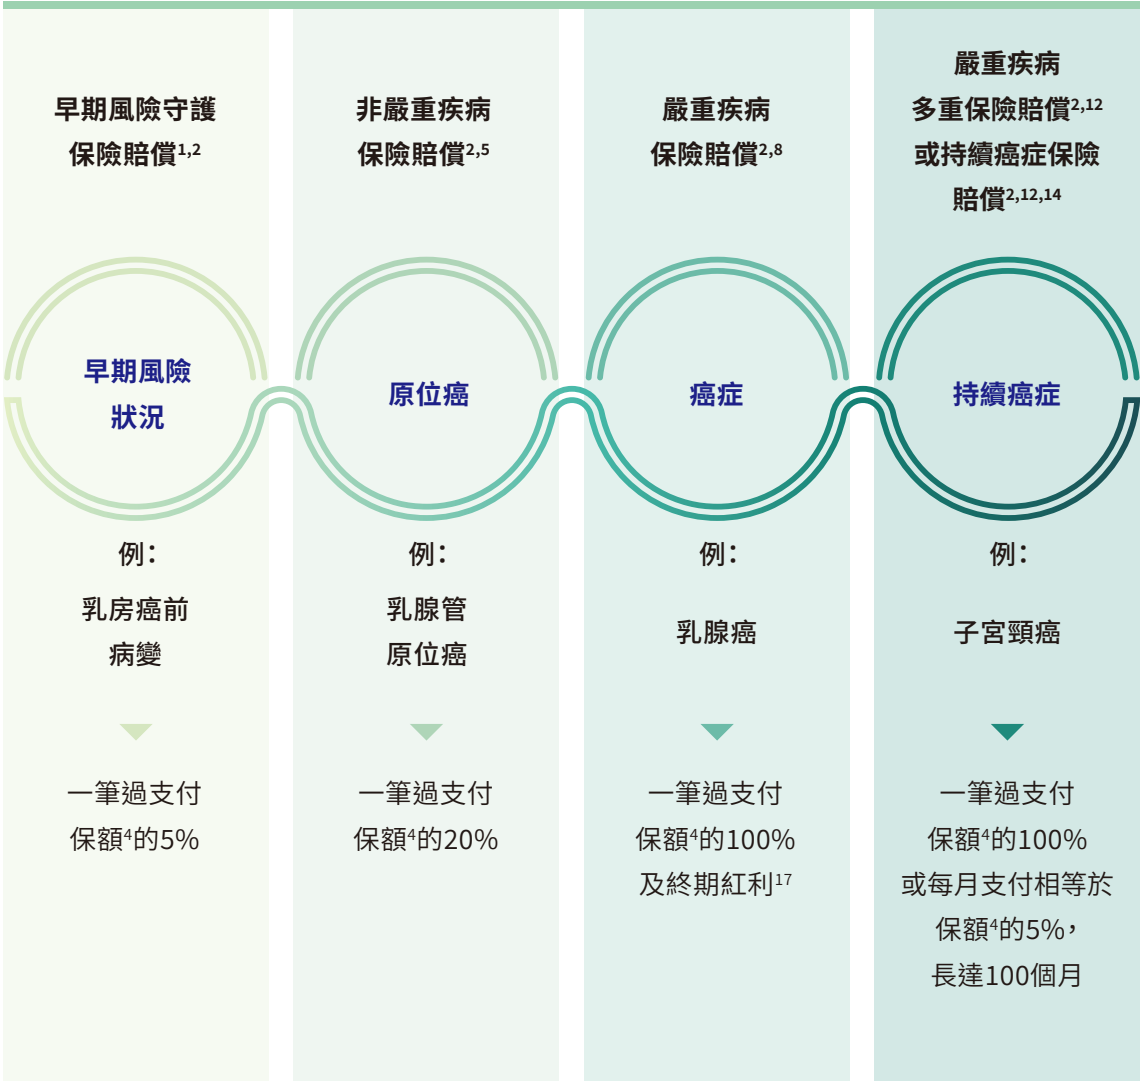 早期風險守護
保險賠償1,2
早期風險
狀況
例：
乳房癌前
病變
一筆過支付
保額4的5%
非嚴重疾病
保險賠償2,5
原位癌
例：
乳腺管
原位癌
一筆過支付
保額4的20%
嚴重疾病
保險賠償2,8
癌症
例：
乳腺癌
一筆過支付
保額4的100%
及終期紅利17
嚴重疾病
多重保險賠償2,12
或持續癌症保險
賠償2,12,14
持續癌症
例：
子宮頸癌
一筆過支付
保額4的100%
或每月支付相等於
保額4的5%，
長達100個月